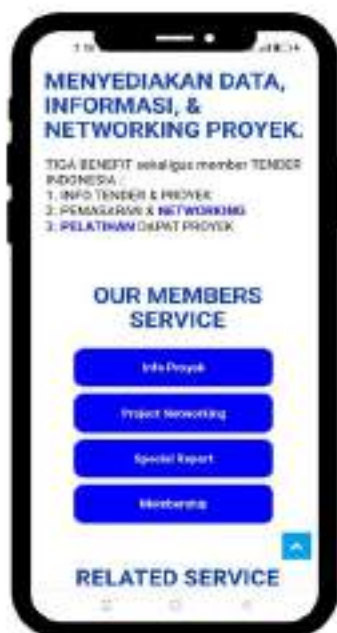 MENYEDIAKAN DATA,
INFORMASI, &
NETWORKING PROYEK.
TIGA BENEFIT sekaligus member TENDER
INDONESIA :
1. INFO TENDER & PROYEK
2. PEMASARAN & NETWORKING
3. PELATIHAN DAPAT PROYEK
OUR MEMBERS
SERVICE
Info Proyek
Project Networking
Special Report
Membership
RELATED SERVICE